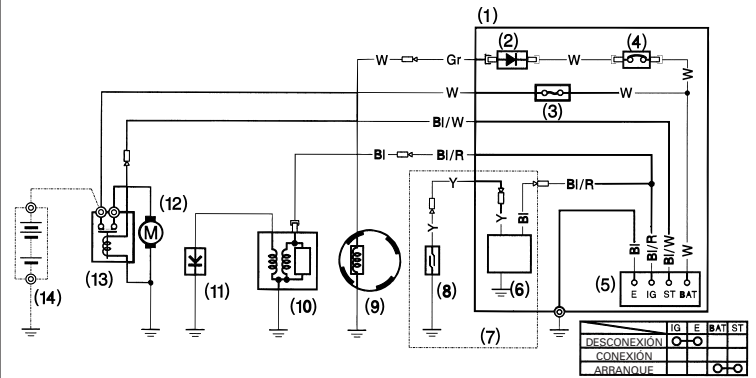 (1)
(2)
(4)
W
Gr
W
W
W
W
(3)
W
Bl/W
Bl
Bl/R
Y
Bl/R
(12)
M
Y
Y
Bl
Bl
Bl/R
Bl/W
W
(14)
(13)
(11)
(10)
(9)
(8)
(6)
(5)
E IG ST BAT
(7)
IG E BAT ST
DESCONEXIÓN
CONEXIÓN
ARRANQUE